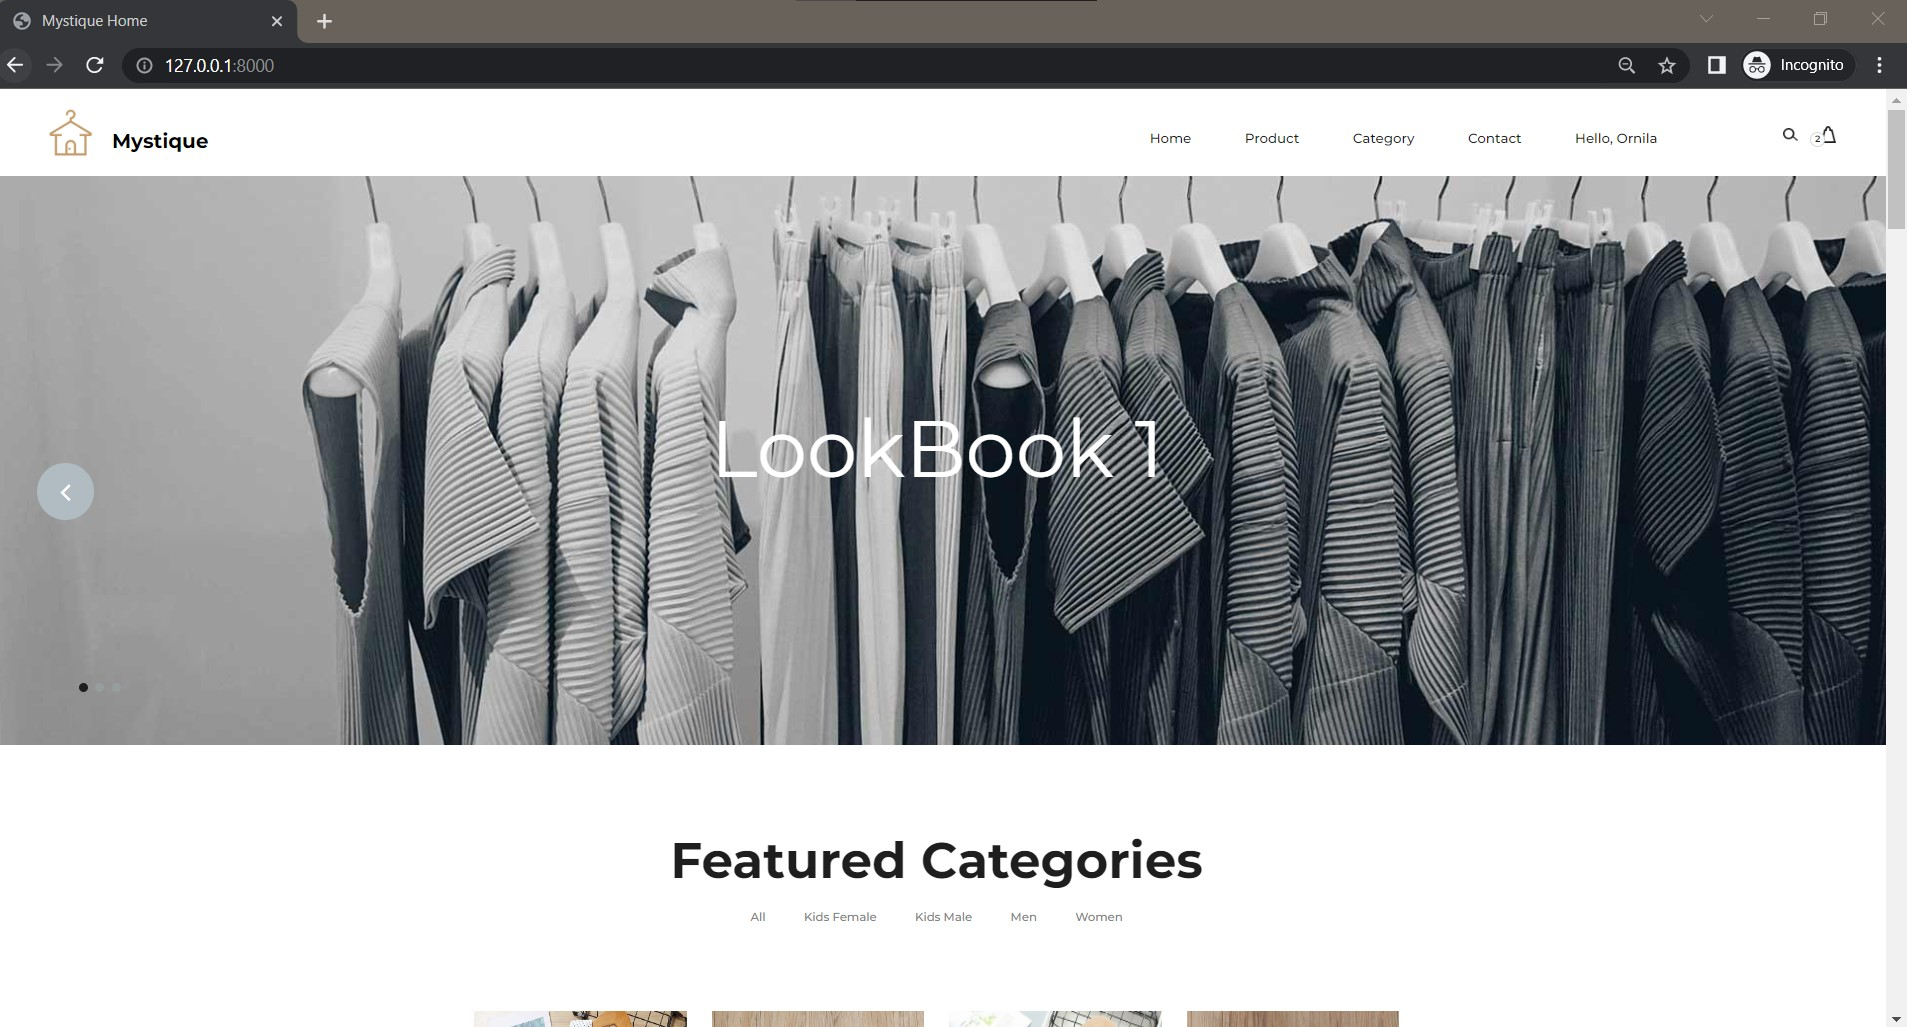 Mystique Home
127.0.0.1:8000
Incognito
Mystique
Home
Product
Category
Contact
Hello, Ornila
2
LookBook 1
Featured Categories
All
Kids Female
Kids Male
Men
Women